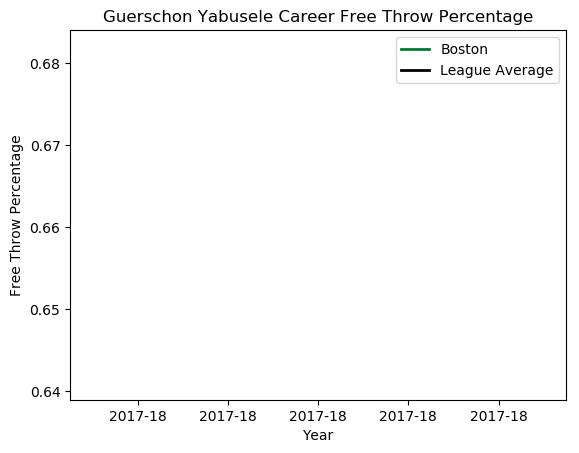 Guerschon Yabusele Career Free Throw Percentage
Boston
League Average
0.68
0.67
0.66
0.65
0.64
Free Throw Percentage
2017-18 2017-18 2017-18 2017-18 2017-18
Year